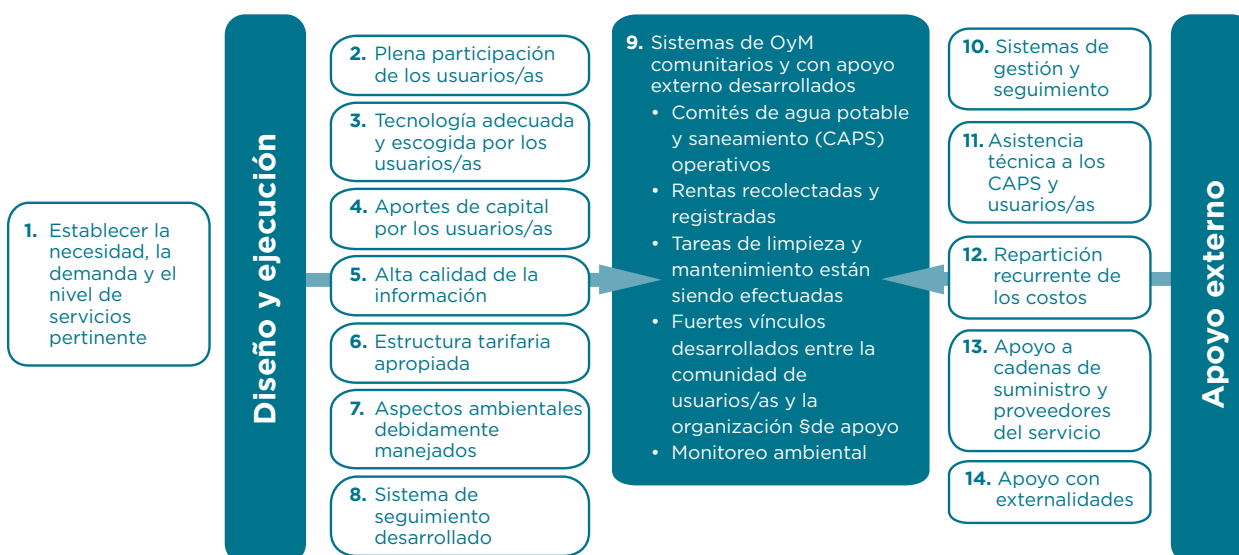 1. Establecer la
necesidad, la
demanda y el
nivel de
servicios
pertinente
Diseño y ejecución
2. Plena participación
de los usuarios/as
3. Tecnología adecuada
y escogida por los
usuarios/as
4. Aportes de capital
por los usuarios/as
5. Alta calidad de la
información
6. Estructura tarifaria
apropiada
7. Aspectos ambientales
debidamente
manejados
8. Sistema de
seguimiento
desarrollado
9. Sistemas de OyM
comunitarios y con apoyo
externo desarrollados
• Comités de agua potable
y saneamiento (CAPS)
operativos
• Rentas recolectadas y
registradas
• Tareas de limpieza y
mantenimiento están
siendo efectuadas
• Fuertes vínculos
desarrollados entre la
comunidad de
usuarios/as y la
organización §de apoyo
• Monitoreo ambiental
10. Sistemas de
gestión y
seguimiento
11. Asistencia
técnica a los
CAPS y
usuarios/as
12. Repartición
recurrente de
los costos
13. Apoyo a
cadenas de
suministro y
proveedores
del servicio
14. Apoyo con
externalidades
Apoyo externo